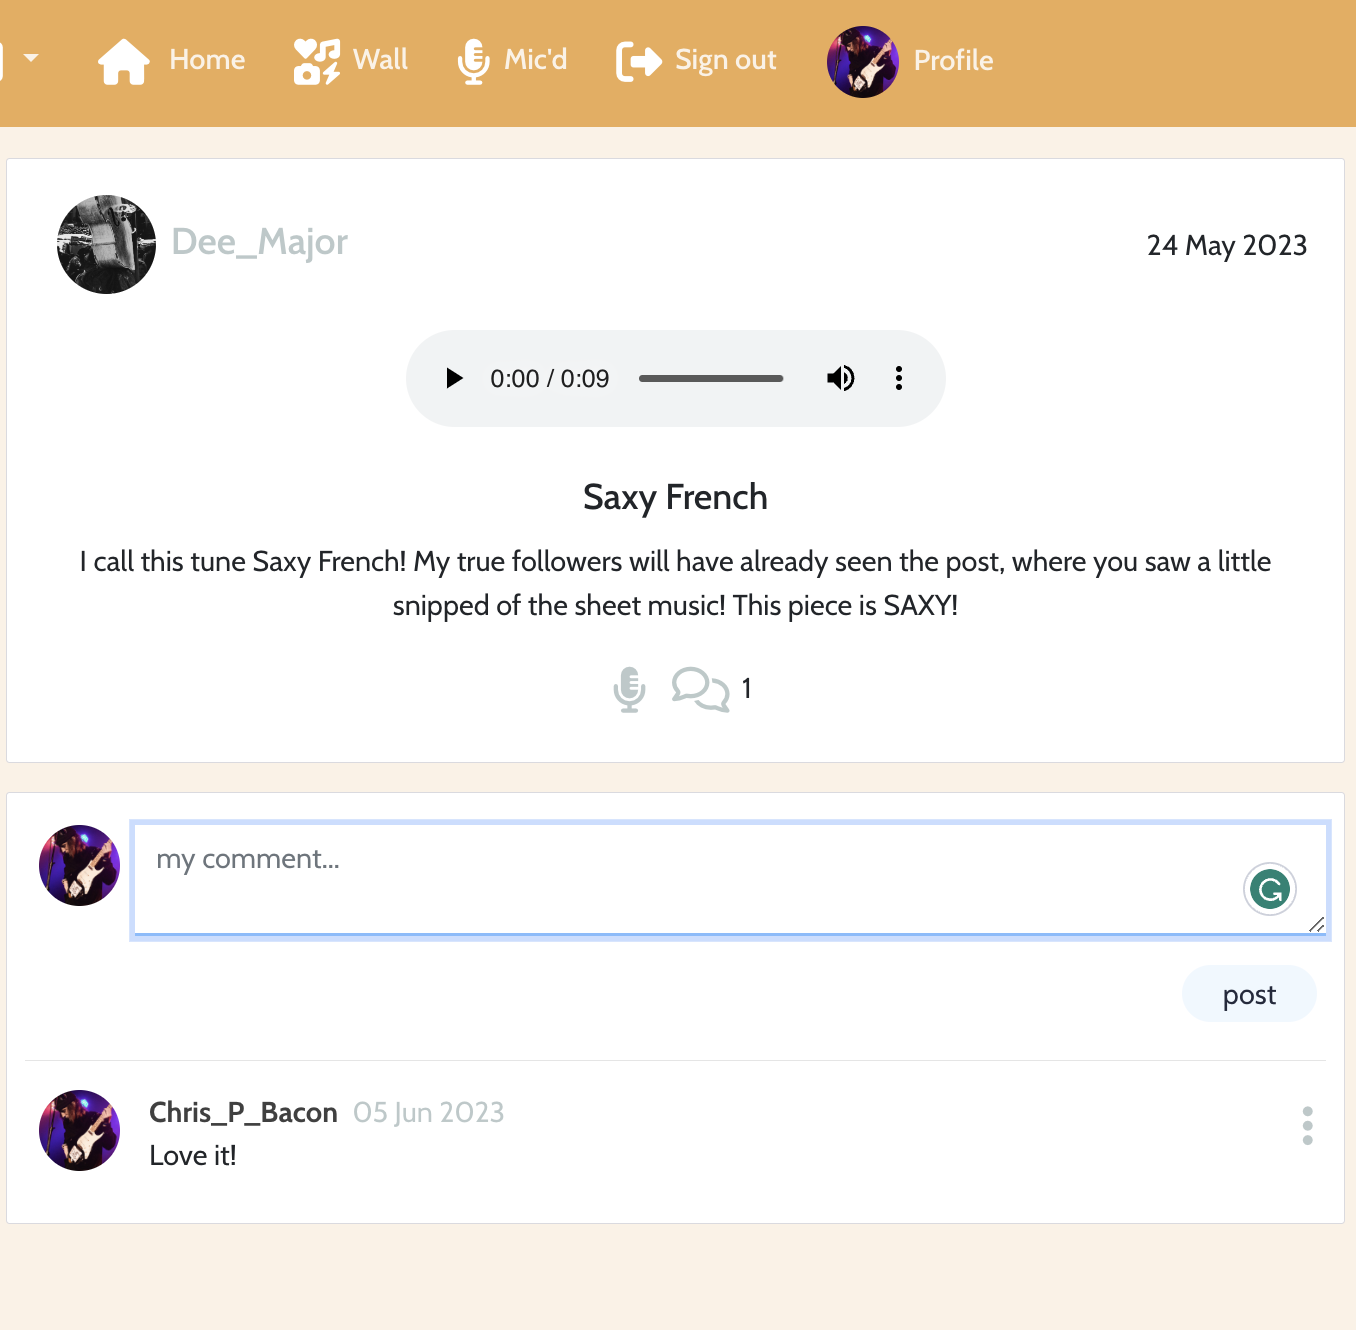 Home Wall Mic'd Sign out Profile
Dee_Major 24 May 2023
0:00 / 0:09
Saxy French
I call this tune Saxy French! My true followers will have already seen the post, where you saw a little
snipped of the sheet music! This piece is SAXY!
1
my comment...
post
Chris_P_Bacon 05 Jun 2023
Love it!